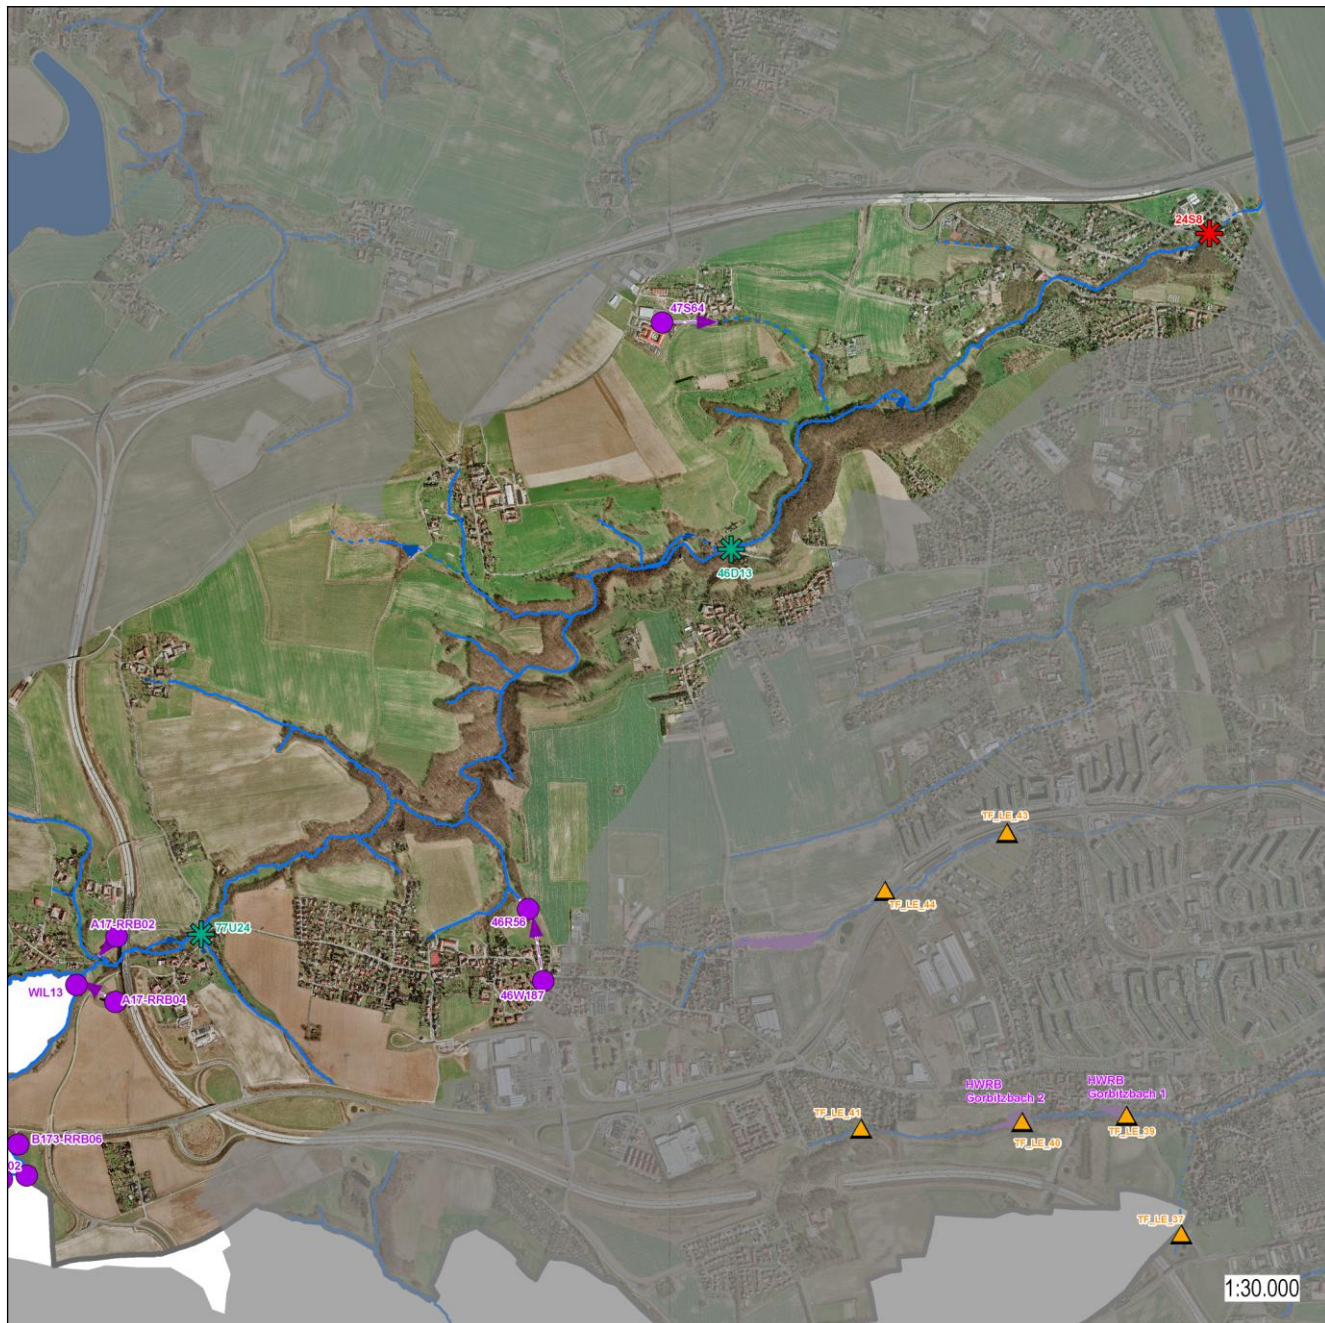 24S8
47S64
46D13
TF_LE_43
TF_LE_44
46R56
A17-RRB02
77U24
WIL13
A17-RRB04
46W187
HWRB
Gorbitzbach 2
HWRB
Gorbitzbach 1
TF_LE_41
TF_LE_40
TF_LE_39
B173-RRB06
02
TF_LE_37
1:30.000